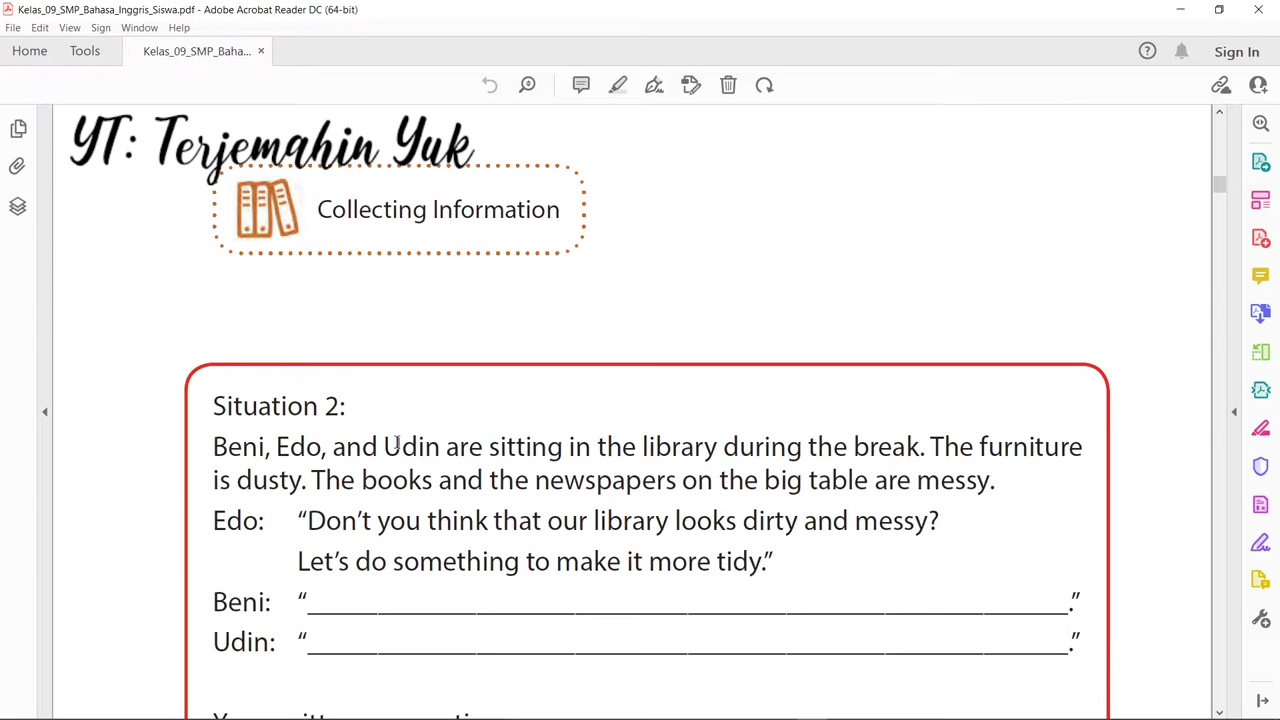 Kelas_09_SMP_Bahasa_Inggris_Siswa.pdf - Adobe Acrobat Reader DC (64-bit)
File Edit View Sign Window Help
Home Tools Kelas_09_SMP_Baha... × Sign In
YT: Terjemahin Yuk
Collecting Information
Situation 2:
Beni, Edo, and Udin are sitting in the library during the break. The furniture
is dusty. The books and the newspapers on the big table are messy.
Edo: “Don’t you think that our library looks dirty and messy?
Let’s do something to make it more tidy.”
Beni: “______________________________.”
Udin: “______________________________.”